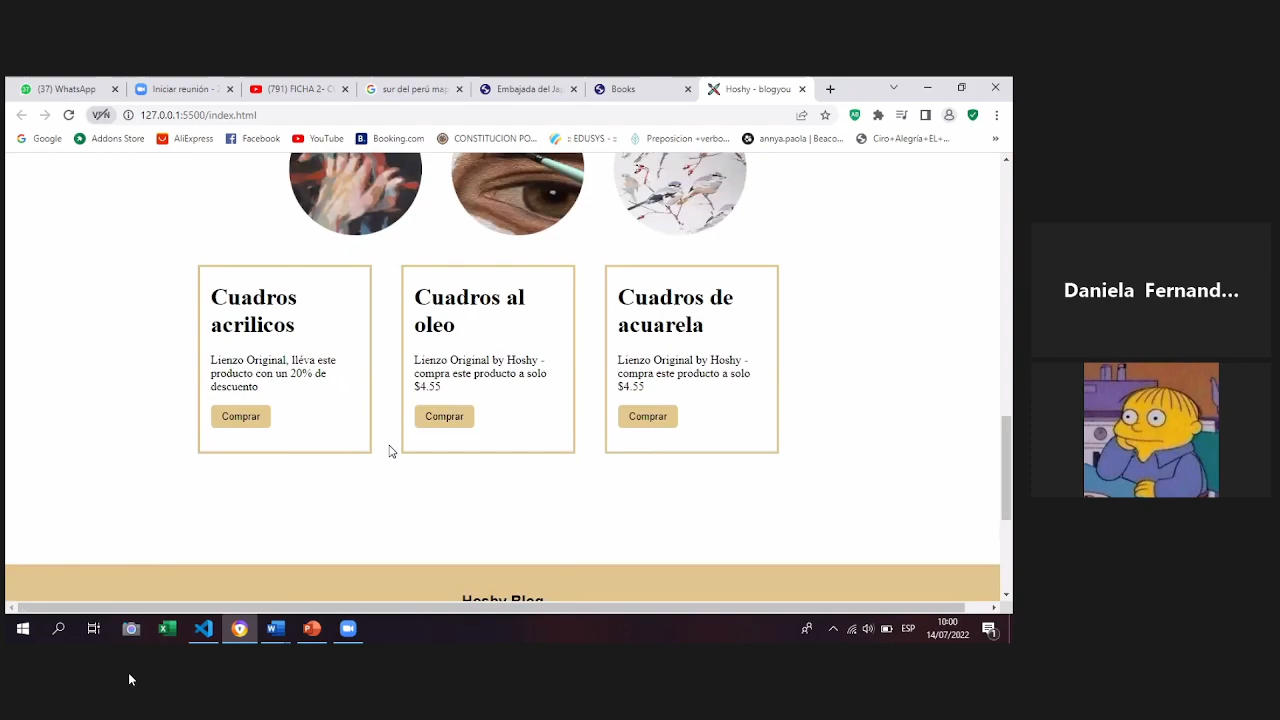 (37) WhatsApp
Iniciar reunión - Z
(791) FICHA 2- C
sur del perú map
Embajada del Ja
Books
Hoshy - blogyou
VPN
127.0.0.1:5500/index.html
Google
Addons Store
AliExpress
Facebook
YouTube
Booking.com
CONSTITUCION PO...
:: EDUSYS - ::
Preposicion +verbo...
annya.paola | Beaco...
Ciro+Alegría+EL+...
»
Cuadros
acrilicos
Lienzo Original, lléva este
producto con un 20% de
descuento
Comprar
Cuadros al
oleo
Lienzo Original by Hoshy -
compra este producto a solo
$4.55
Comprar
Cuadros de
acuarela
Lienzo Original by Hoshy -
compra este producto a solo
$4.55
Comprar
Hoshy Blog
ESP
10:00
14/07/2022
1
Daniela Fernand...